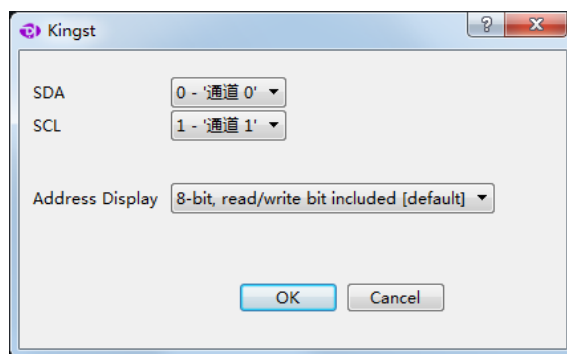 Kingst
SDA 0 - '通道 0'
SCL 1 - '通道 1'
Address Display 8-bit, read/write bit included [default]
OK Cancel